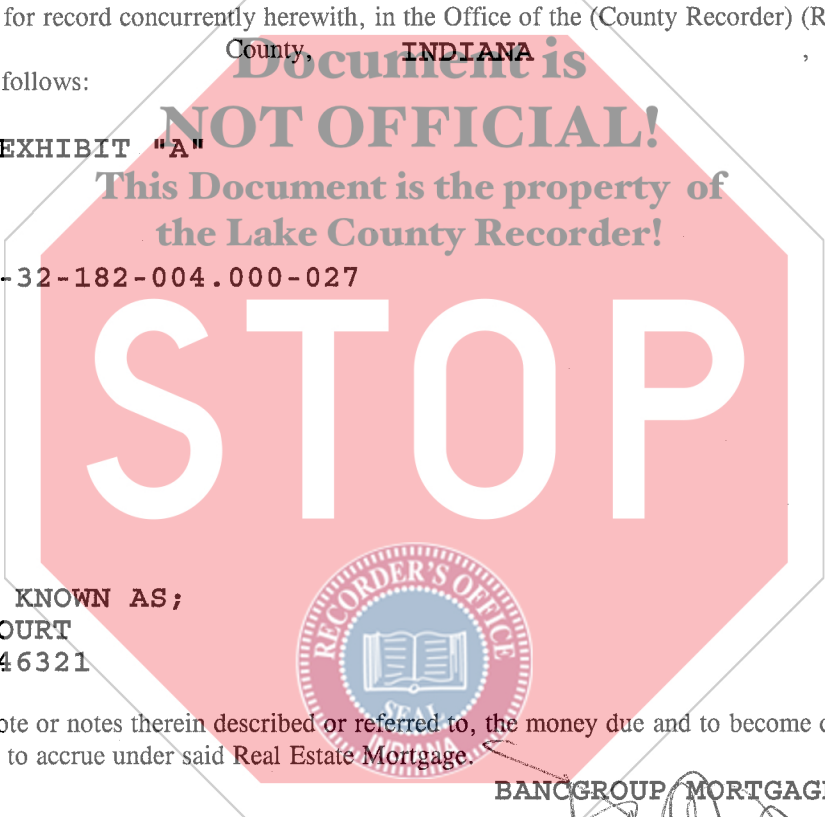 for record concurrently herewith, in the Office of the (County Recorder) (R
County, INDIANA ,
follows:
Document is
NOT OFFICIAL!
EXHIBIT "A"
This Document is the property of
the Lake County Recorder!
-32-182-004.000-027
STOP
KNOWN AS;
OURT
46321
RECORDER'S OFFICE
SEAL
INDIANA
ote or notes therein described or referred to, the money due and to become
to accrue under said Real Estate Mortgage.
BANCGROUP MORTGAGE